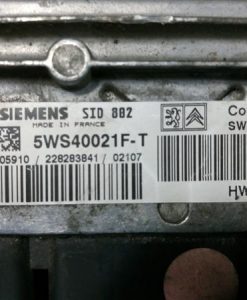 SIEMENS SID 802
MADE IN FRANCE
Co
SW
5WS40021F-T
05910 / 228283841 / 02107
HW